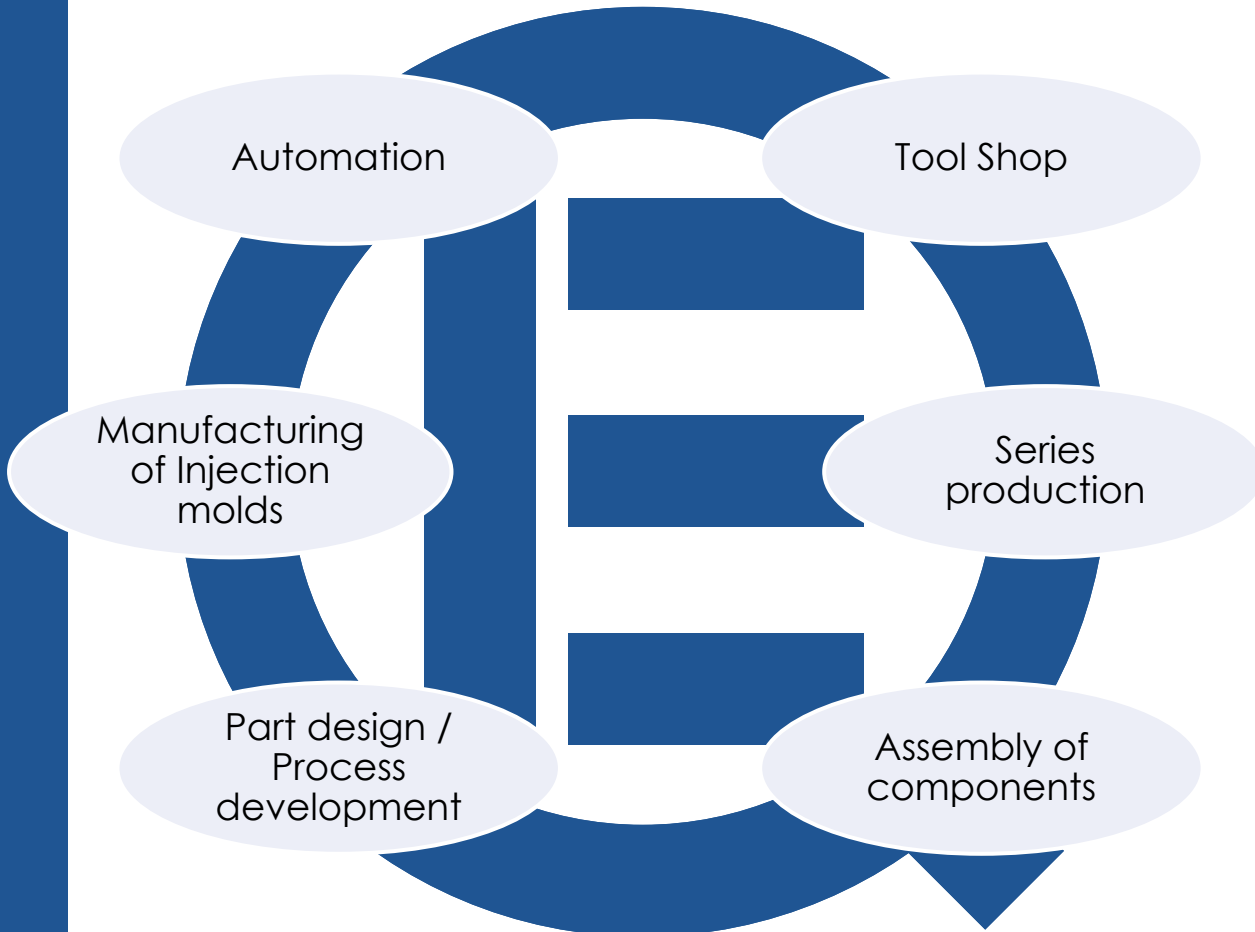 Automation
Tool Shop
Manufacturing
of Injection
molds
Series
production
Part design /
Process
development
Assembly of
components